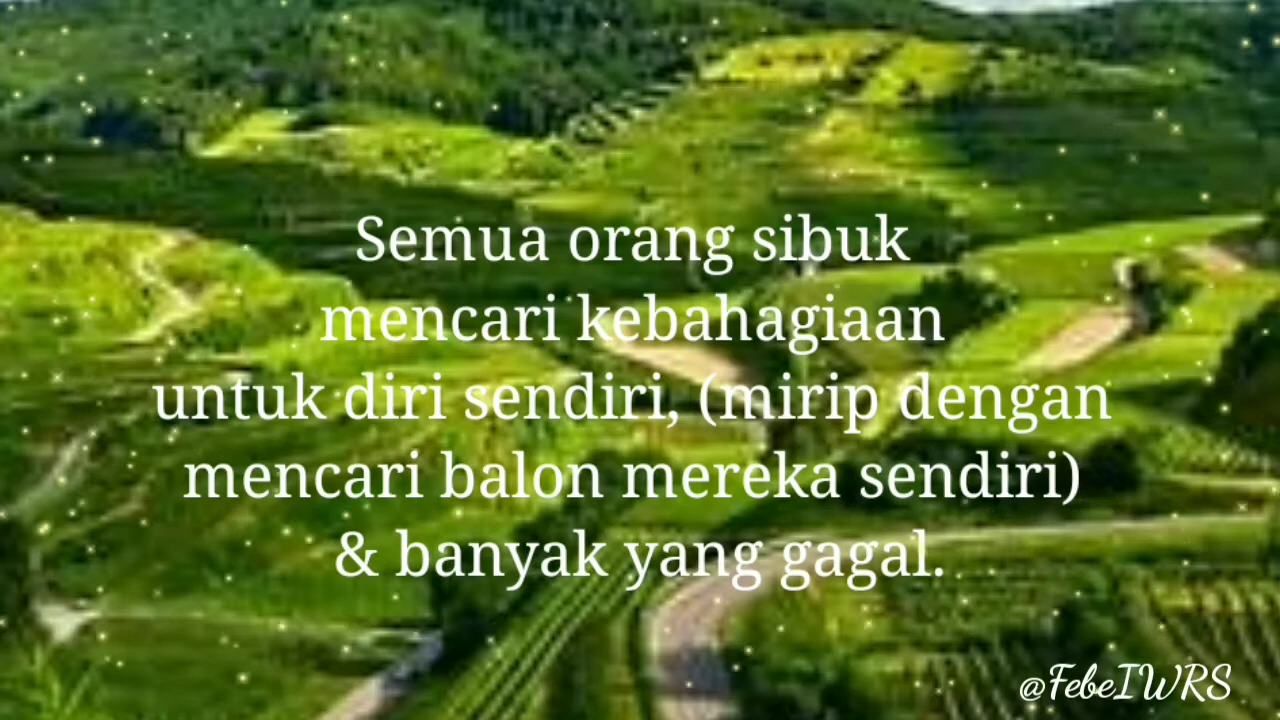 Semua orang sibuk
mencari kebahagiaan
untuk diri sendiri, (mirip dengan
mencari balon mereka sendiri)
& banyak yang gagal.
@FebeIWRS